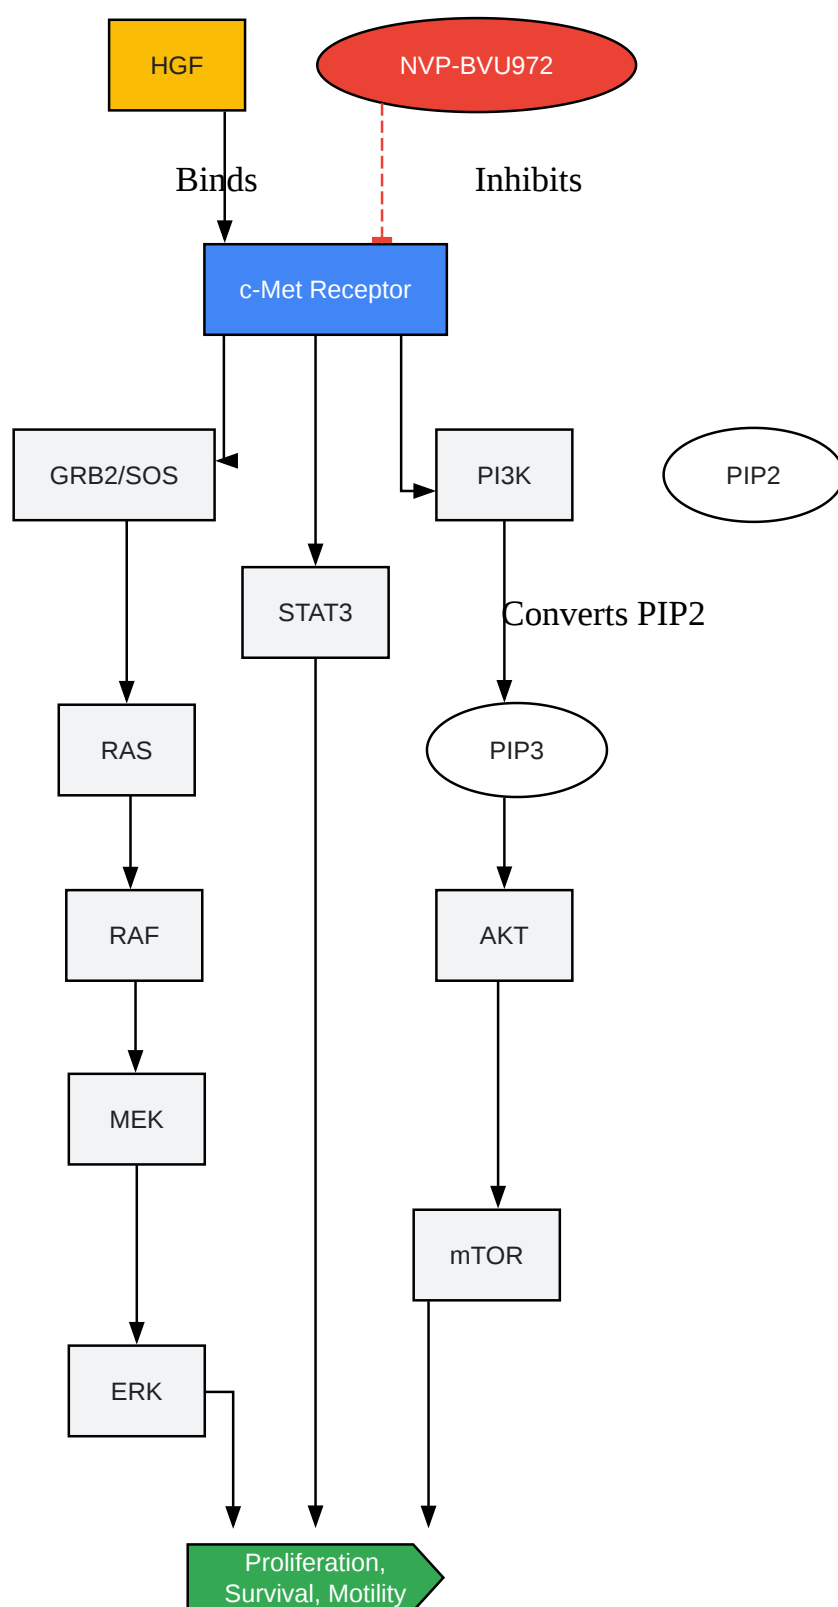 HGF
NVP-BVU972
Binds
Inhibits
c-Met Receptor
GRB2/SOS
PI3K
PIP2
STAT3
Converts PIP2
RAS
PIP3
RAF
AKT
MEK
mTOR
ERK
Proliferation,
Survival, Motility